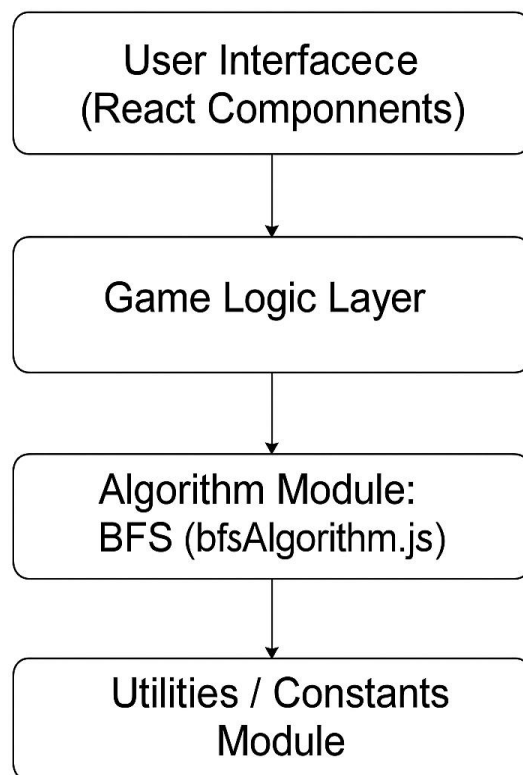 User Interfacece
(React Componnents)
Game Logic Layer
Algorithm Module:
BFS (bfsAlgorithm.js)
Utilities / Constants
Module